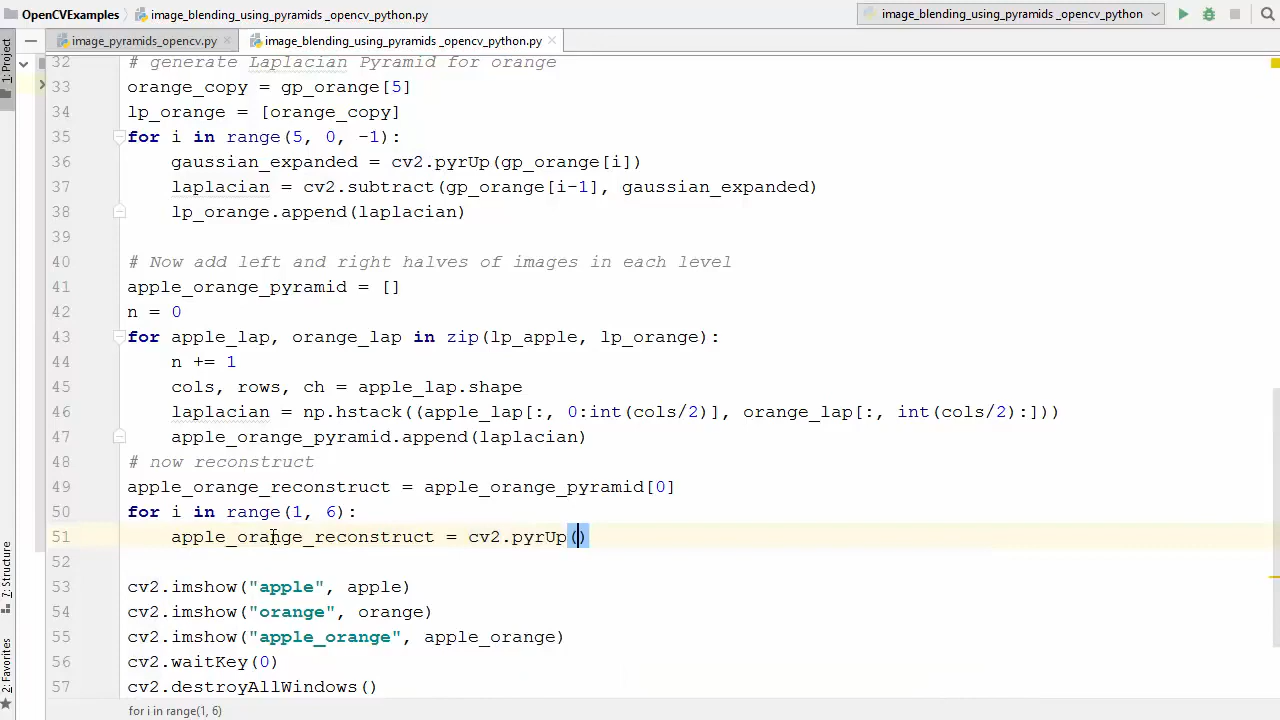 OpenCVExamples image_blending_using_pyramids _opencv_python.py image_blending_using_pyramids _opencv_python
image_pyramids_opencv.py image_blending_using_pyramids _opencv_python.py
1: Project
7: Structure
2: Favorites
32 # generate Laplacian Pyramid for orange
33 orange_copy = gp_orange[5]
34 lp_orange = [orange_copy]
35 for i in range(5, 0, -1):
36 gaussian_expanded = cv2.pyrUp(gp_orange[i])
37 laplacian = cv2.subtract(gp_orange[i-1], gaussian_expanded)
38 lp_orange.append(laplacian)
39
40 # Now add left and right halves of images in each level
41 apple_orange_pyramid = []
42 n = 0
43 for apple_lap, orange_lap in zip(lp_apple, lp_orange):
44 n += 1
45 cols, rows, ch = apple_lap.shape
46 laplacian = np.hstack((apple_lap[:, 0:int(cols/2)], orange_lap[:, int(cols/2):]))
47 apple_orange_pyramid.append(laplacian)
48 # now reconstruct
49 apple_orange_reconstruct = apple_orange_pyramid[0]
50 for i in range(1, 6):
51 apple_orange_reconstruct = cv2.pyrUp()
52
53 cv2.imshow("apple", apple)
54 cv2.imshow("orange", orange)
55 cv2.imshow("apple_orange", apple_orange)
56 cv2.waitKey(0)
57 cv2.destroyAllWindows()
for i in range(1, 6)